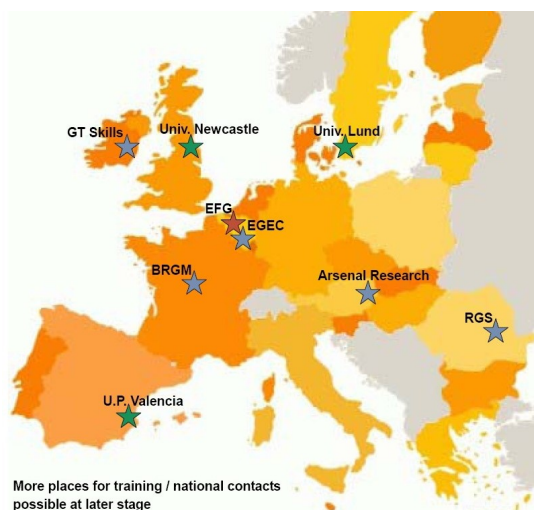 GT Skills
Univ. Newcastle
Univ. Lund
EFG
EGEC
BRGM
Arsenal Research
RGS
U.P. Valencia
More places for training / national contacts
possible at later stage